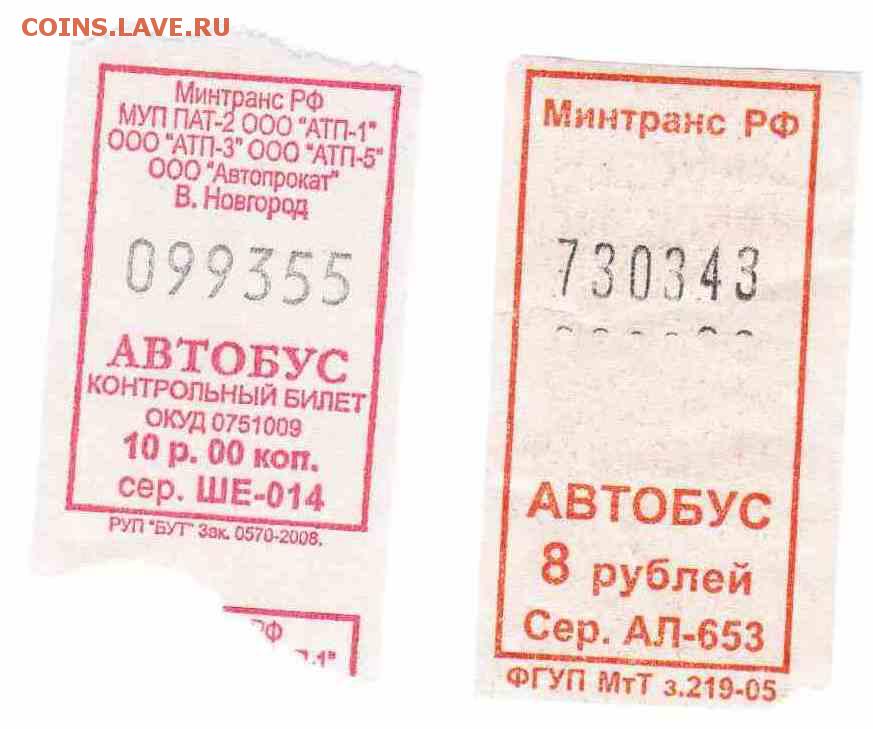 COINS.LAVE.RU
Минтранс РФ
МУП ПАТ-2 ООО "АТП-1"
ООО "АТП-3" ООО "АТП-5"
ООО "Автопрокат"
В. Новгород
099355
АВТОБУС
КОНТРОЛЬНЫЙ БИЛЕТ
ОКУД 0751009
10 р. 00 коп.
сер. ШЕ-014
РУП "БУТ" Зак. 0570-2008.
РФ
Минтранс РФ
730343
АВТОБУС
8 рублей
Сер. АЛ-653
ФГУП МтТ з.219-05